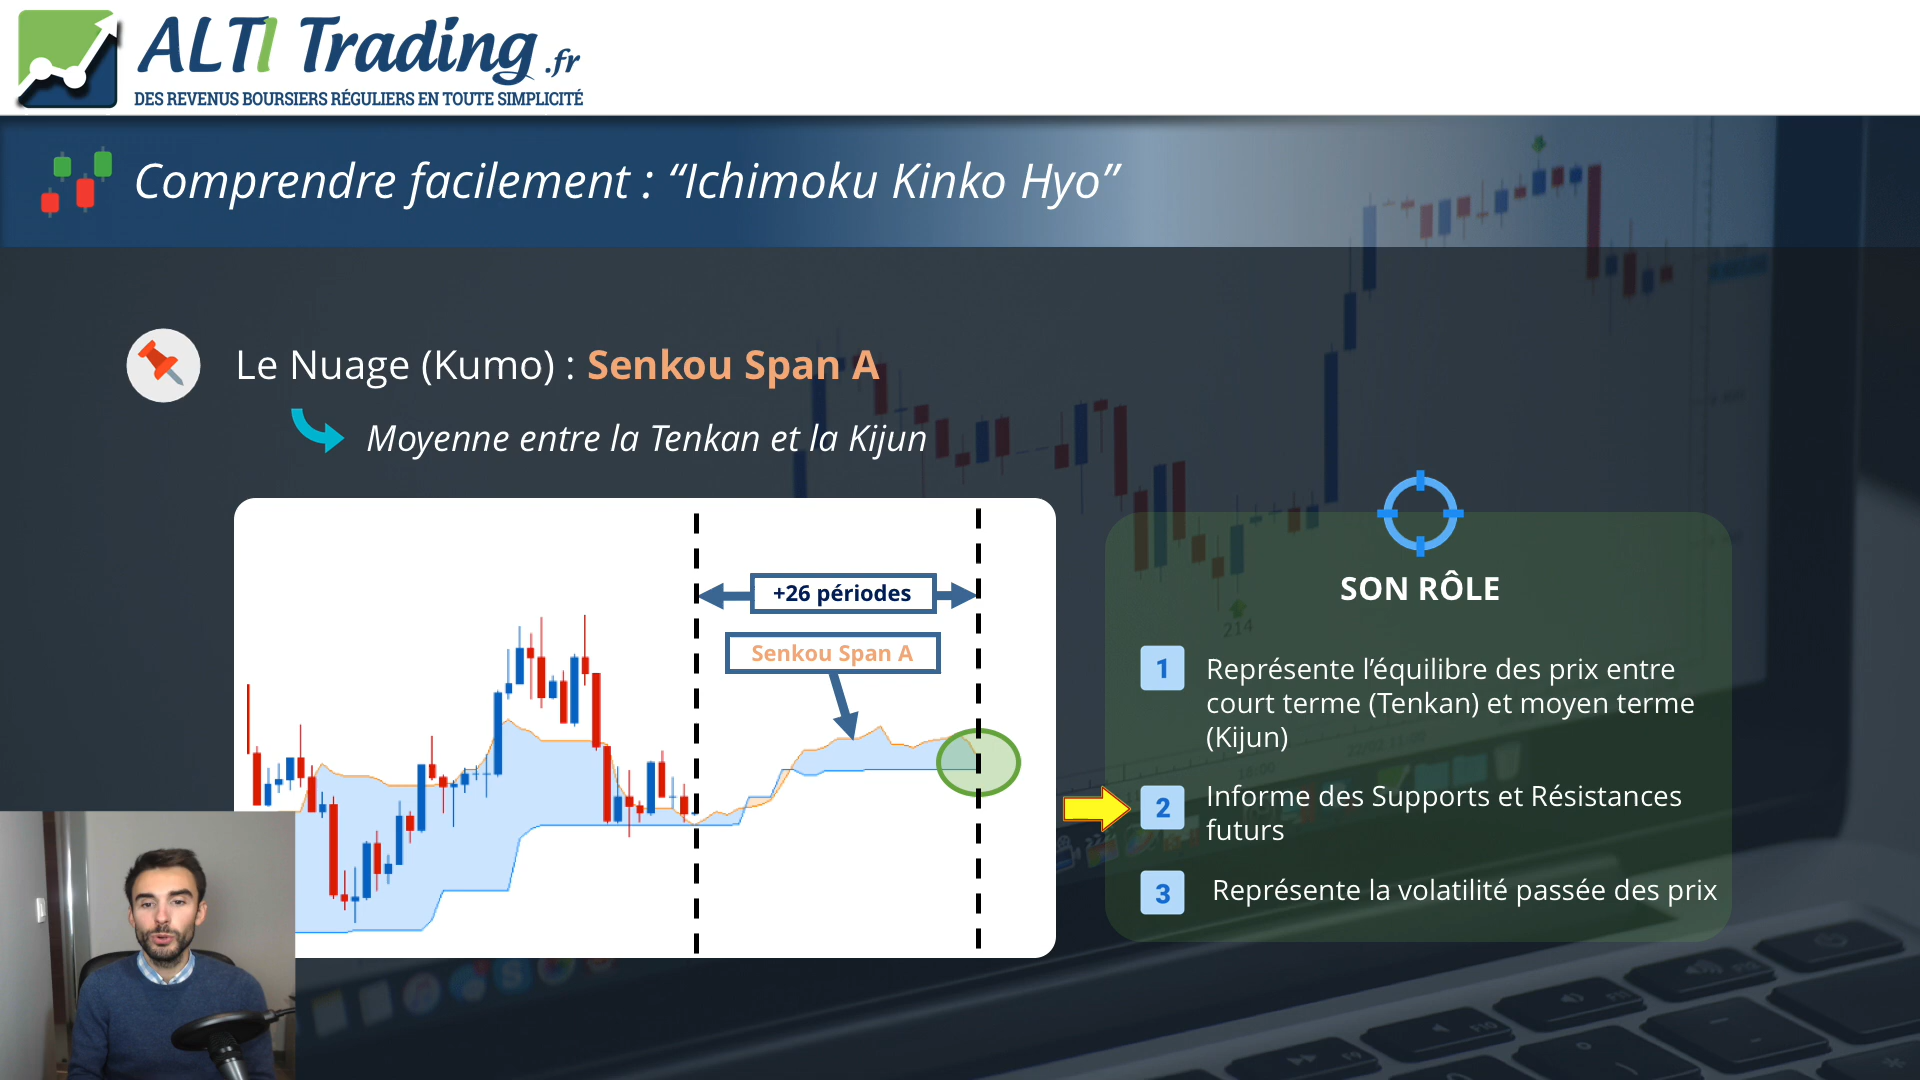 ALTI Trading .fr
DES REVENUS BOURSIERS RÉGULIERS EN TOUTE SIMPLICITÉ
Comprendre facilement : “Ichimoku Kinko Hyo”
Le Nuage (Kumo) : Senkou Span A
Moyenne entre la Tenkan et la Kijun
+26 périodes
Senkou Span A
214
SON RÔLE
1 Représente l’équilibre des prix entre
court terme (Tenkan) et moyen terme
(Kijun)
2 Informe des Supports et Résistances
futurs
3 Représente la volatilité passée des prix